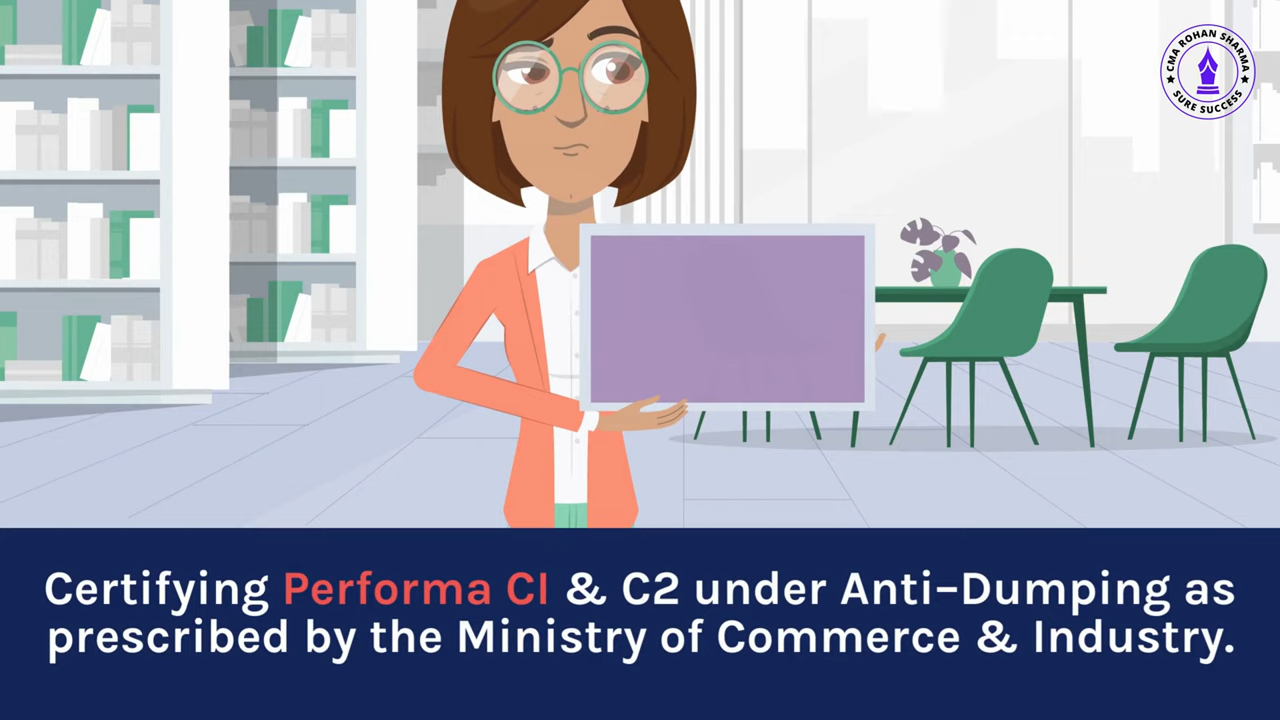 CMA ROHAN SHARMA
SURE SUCCESS
Certifying Performa CI & C2 under Anti-Dumping as
prescribed by the Ministry of Commerce & Industry.